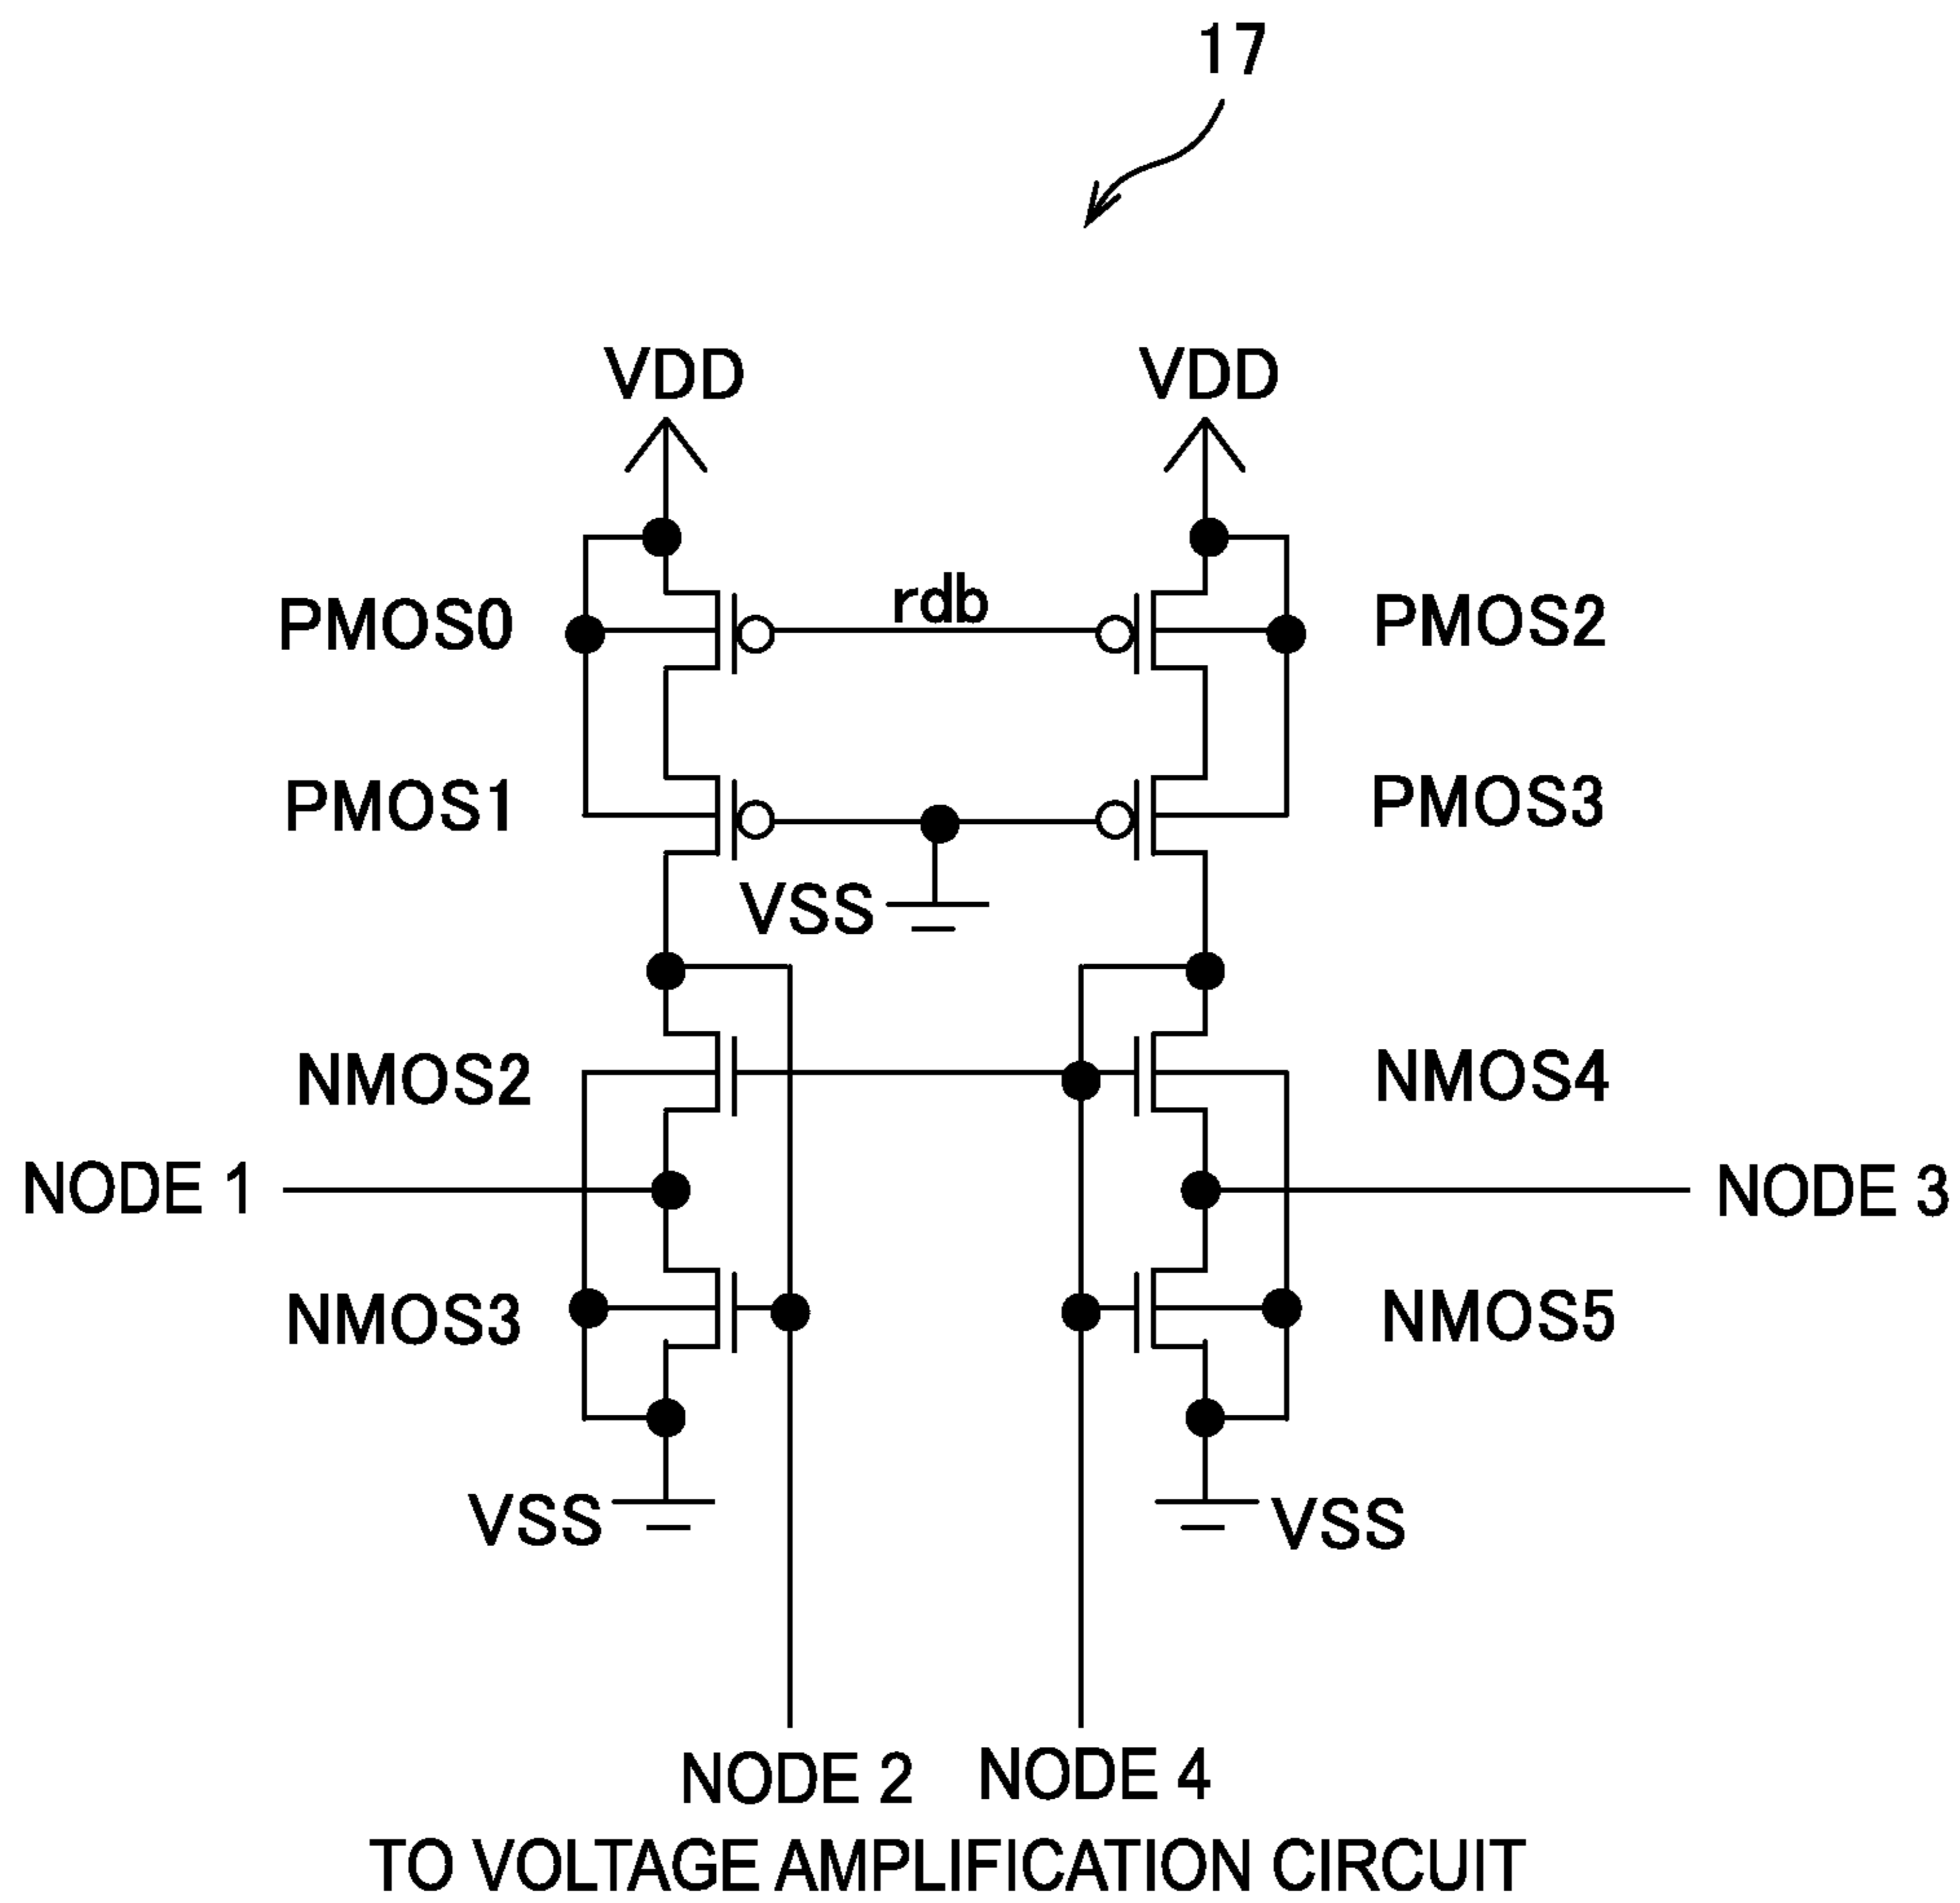 17
VDD
VDD
PMOS0
rdb
PMOS2
PMOS1
PMOS3
VSS
NMOS2
NMOS4
NODE 1
NODE 3
NMOS3
NMOS5
VSS
VSS
NODE 2
NODE 4
TO VOLTAGE AMPLIFICATION CIRCUIT